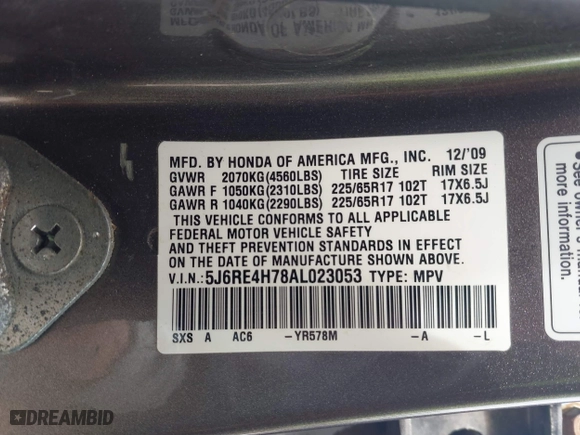 MFD. BY HONDA OF AMERICA MFG., INC. 12/'09
GVWR 2070KG(4560LBS) TIRE SIZE RIM SIZE
GAWR F 1050KG(2310LBS) 225/65R17 102T 17X6.5J
GAWR R 1040KG(2290LBS) 225/65R17 102T 17X6.5J
THIS VEHICLE CONFORMS TO ALL APPLICABLE
FEDERAL MOTOR VEHICLE SAFETY
AND THEFT PREVENTION STANDARDS IN EFFECT
ON THE DATE OF MANUFACTURE SHOWN ABOVE.
V.I.N.: 5J6RE4H78AL023053 TYPE: MPV
SXS A AC6 -YR578M -A -L
See
DREAMBID